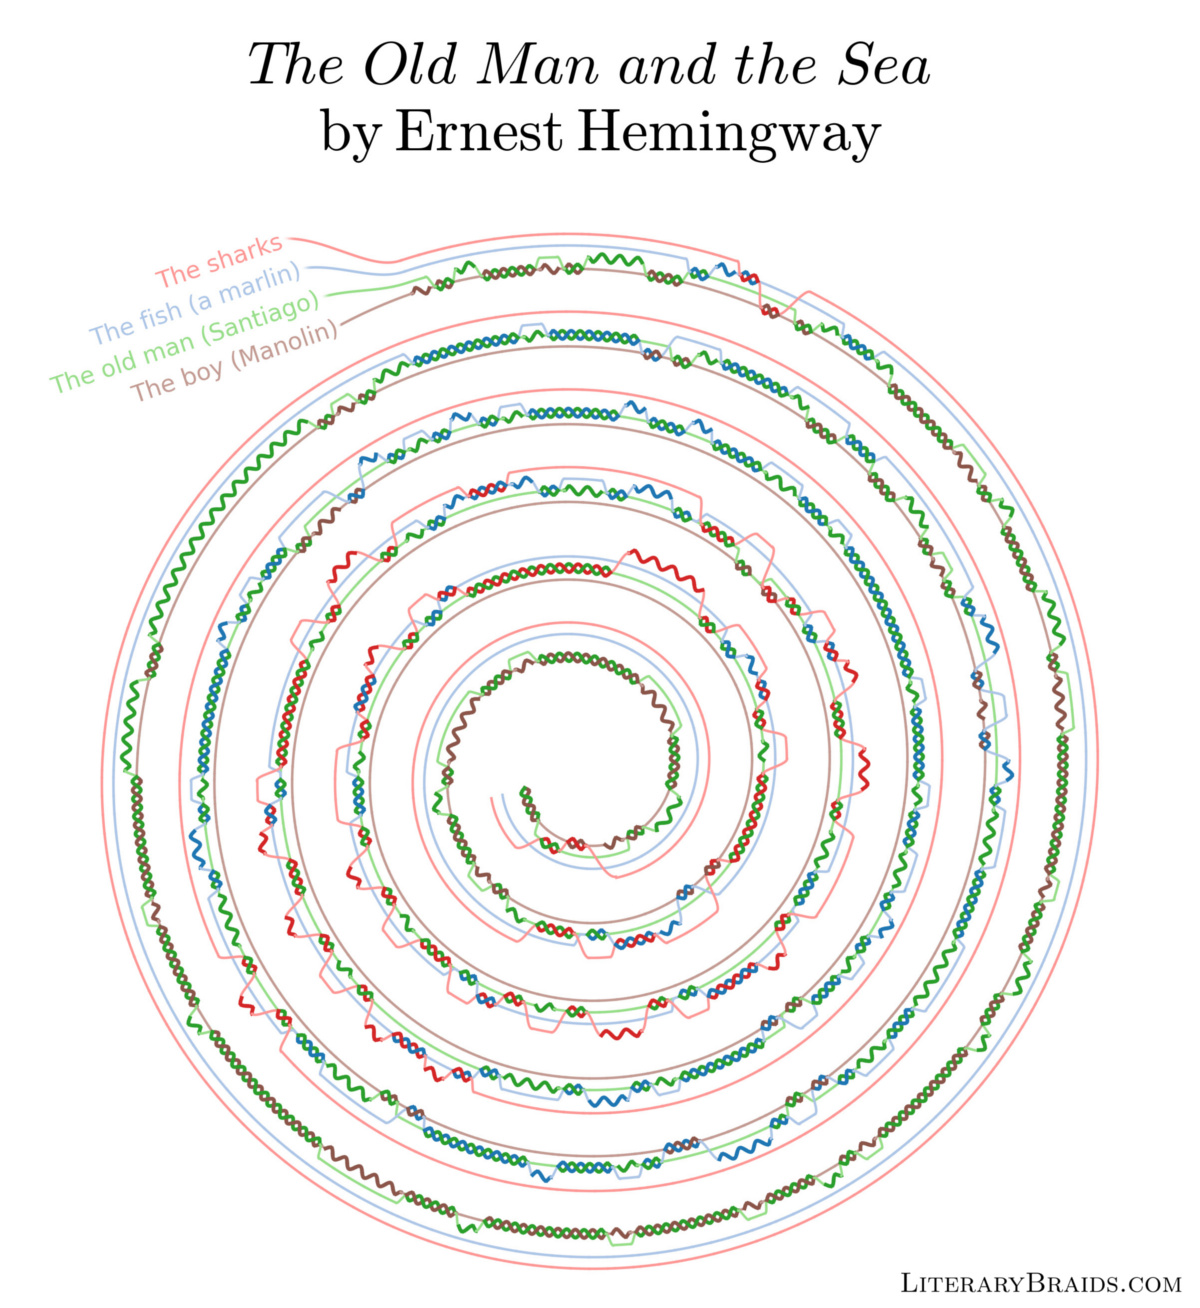 The Old Man and the Sea
by Ernest Hemingway
The sharks
The fish (a marlin)
The old man (Santiago)
The boy (Manolin)
LiteraryBraids.com